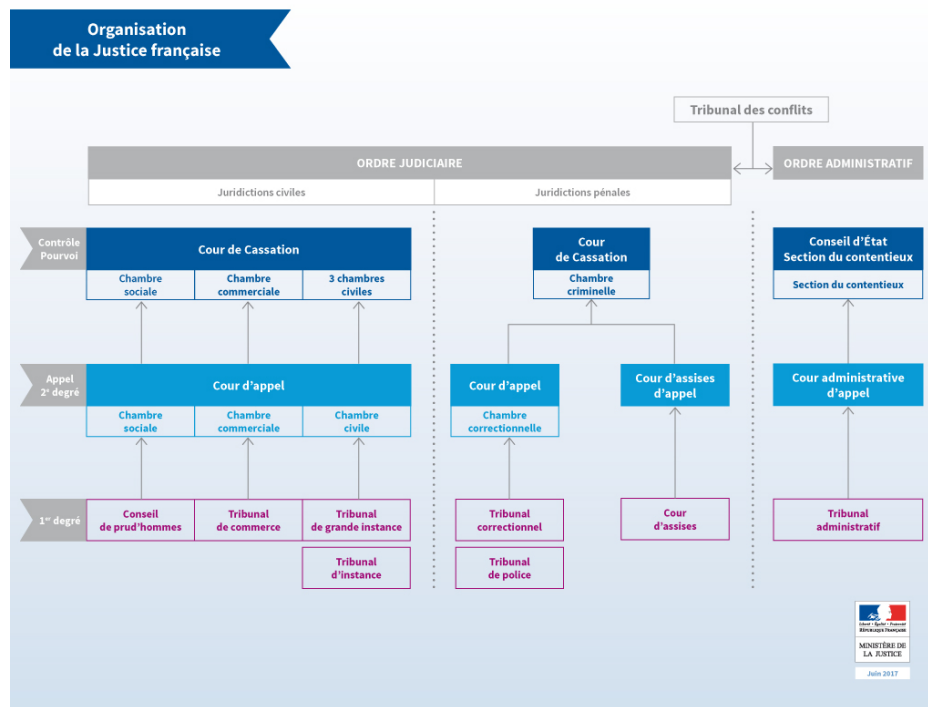 Organisation
de la Justice française
Tribunal des conflits
ORDRE JUDICIAIRE
ORDRE ADMINISTRATIF
Juridictions civiles
Juridictions pénales
Contrôle
Pourvoi
Cour de Cassation
Chambre
sociale
Chambre
commerciale
3 chambres
civiles
Cour
de Cassation
Chambre
criminelle
Conseil d'État
Section du contentieux
Section du contentieux
Appel
2e degré
Cour d'appel
Chambre
sociale
Chambre
commerciale
Chambre
civile
Cour d'appel
Chambre
correctionnelle
Cour d'assises
d'appel
Cour administrative
d'appel
1er degré
Conseil
de prud'hommes
Tribunal
de commerce
Tribunal
de grande instance
Tribunal
d'instance
Tribunal
correctionnel
Tribunal
de police
Cour
d'assises
Tribunal
administratif
Liberté • Égalité • Fraternité
RÉPUBLIQUE FRANÇAISE
MINISTÈRE DE
LA JUSTICE
Juin 2017